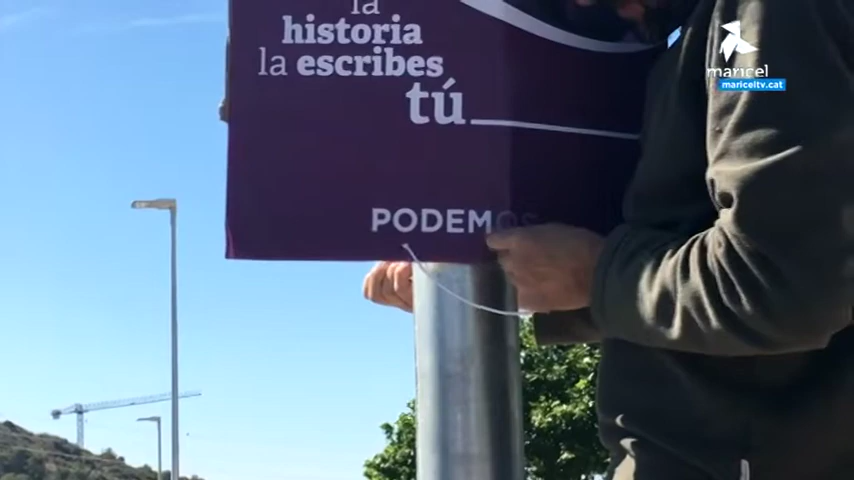 la
historia
la escribes
tú
PODEMOS
maricel
mariceltv.cat